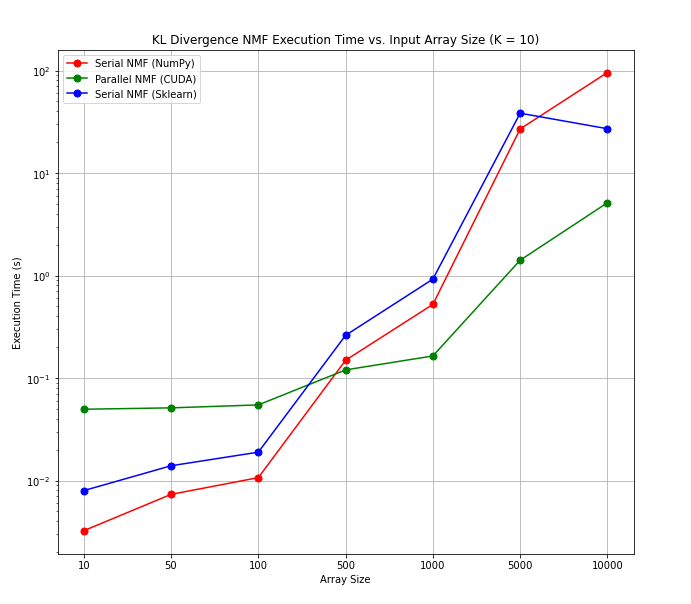 KL Divergence NMF Execution Time vs. Input Array Size (K = 10)
Serial NMF (NumPy)
Parallel NMF (CUDA)
Serial NMF (Sklearn)
Execution Time (s)
10²
10¹
10⁰
10⁻¹
10⁻²
10 50 100 500 1000 5000 10000
Array Size